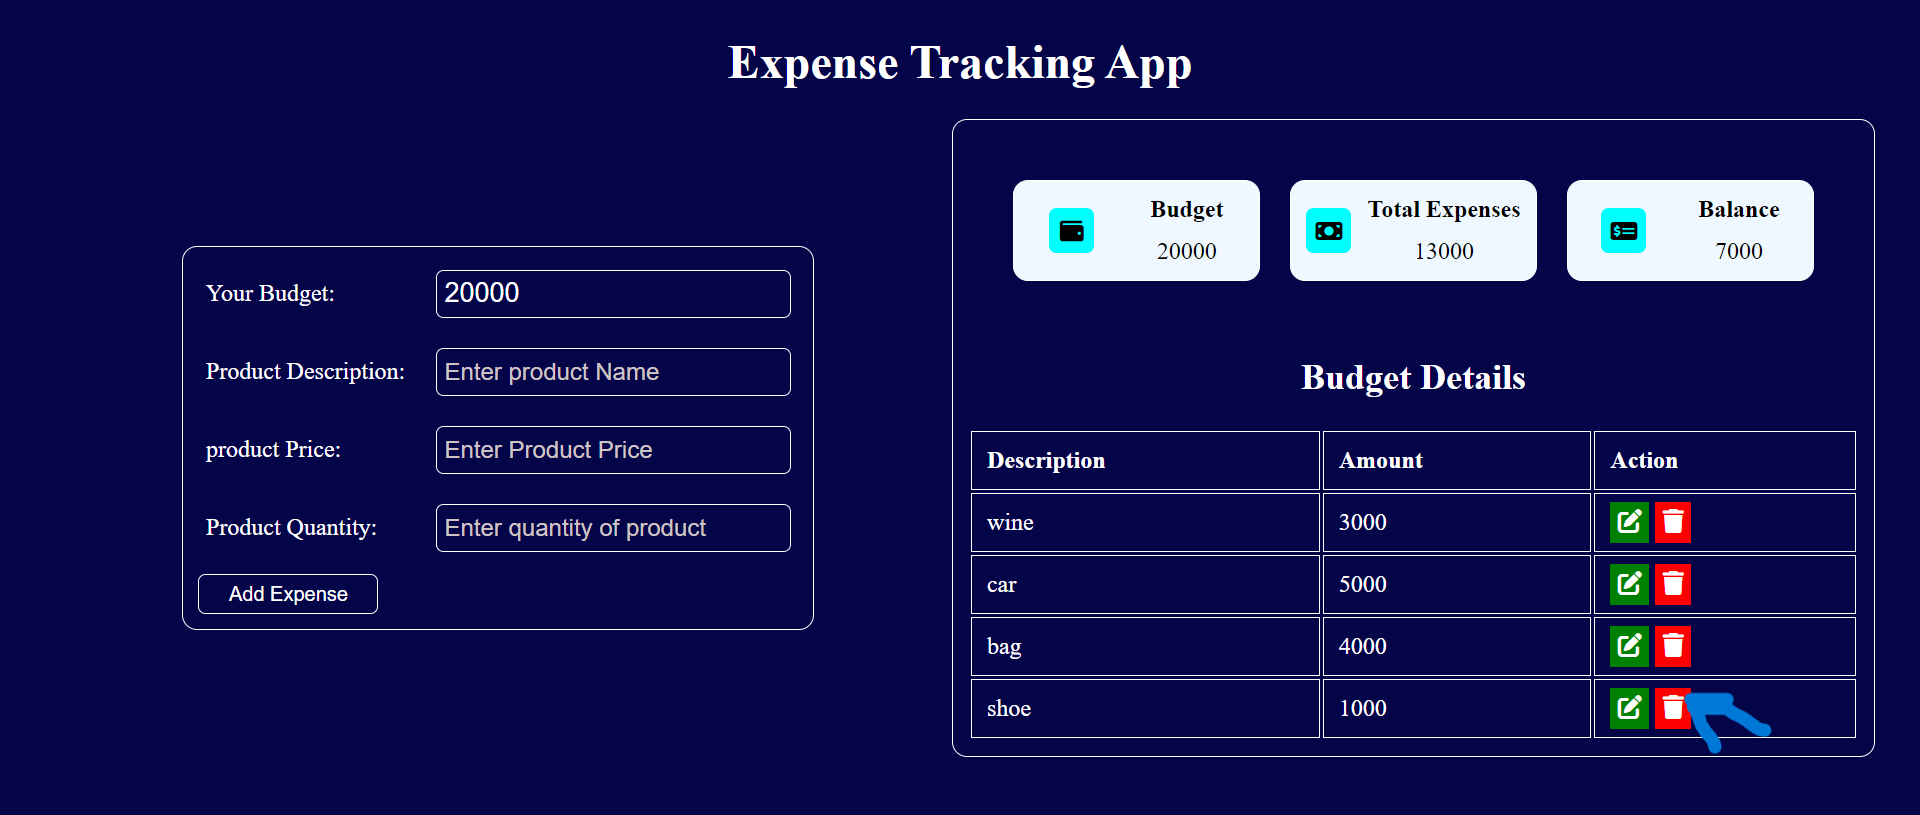 Expense Tracking App
Your Budget: 20000
Product Description: Enter product Name
product Price: Enter Product Price
Product Quantity: Enter quantity of product
Add Expense
Budget Total Expenses Balance
20000 13000 7000
Budget Details
Description Amount Action
wine 3000
car 5000
bag 4000
shoe 1000